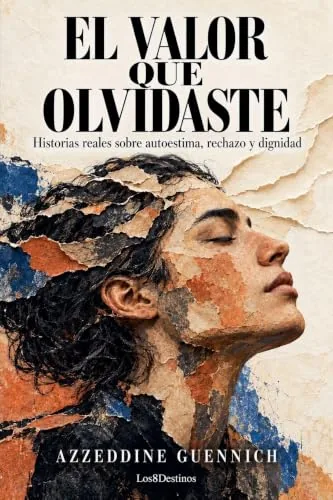 EL VALOR
QUE
OLVIDASTE
Historias reales sobre autoestima, rechazo y dignidad
AZZEDDINE GUENNICH
Los8Destinos